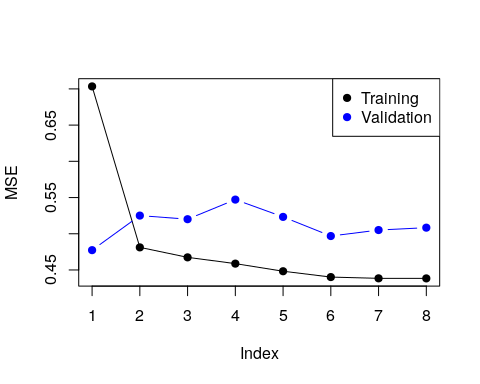 Training
Validation
MSE
0.65
0.55
0.45
1 2 3 4 5 6 7 8
Index